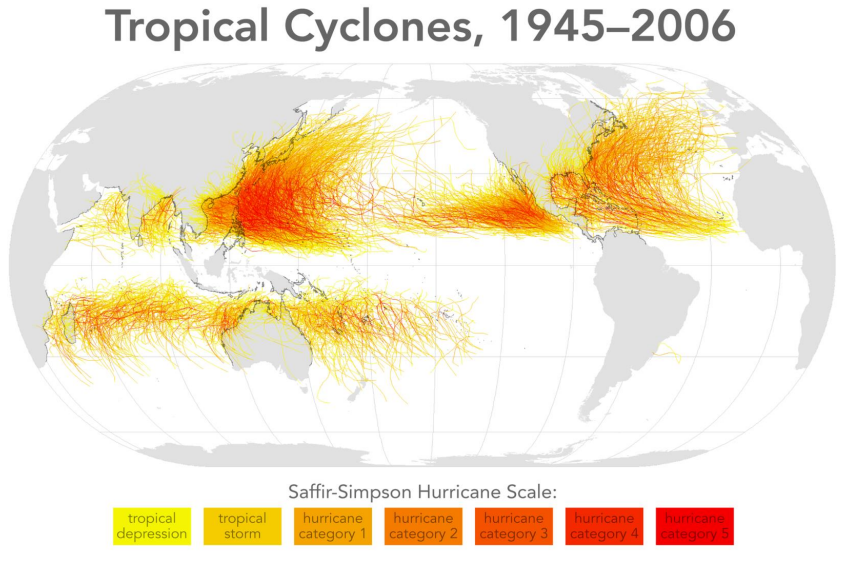 Tropical Cyclones, 1945–2006
Saffir-Simpson Hurricane Scale:
tropical
depression
tropical
storm
hurricane
category 1
hurricane
category 2
hurricane
category 3
hurricane
category 4
hurricane
category 5